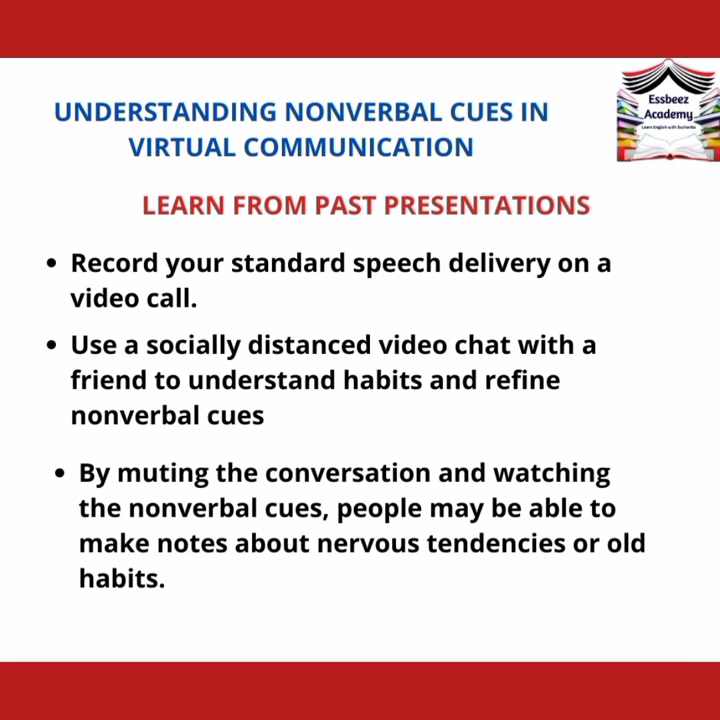 Essbeez
Academy
Learn English with Sushmita
UNDERSTANDING NONVERBAL CUES IN
VIRTUAL COMMUNICATION
LEARN FROM PAST PRESENTATIONS
• Record your standard speech delivery on a
video call.
• Use a socially distanced video chat with a
friend to understand habits and refine
nonverbal cues
• By muting the conversation and watching
the nonverbal cues, people may be able to
make notes about nervous tendencies or old
habits.